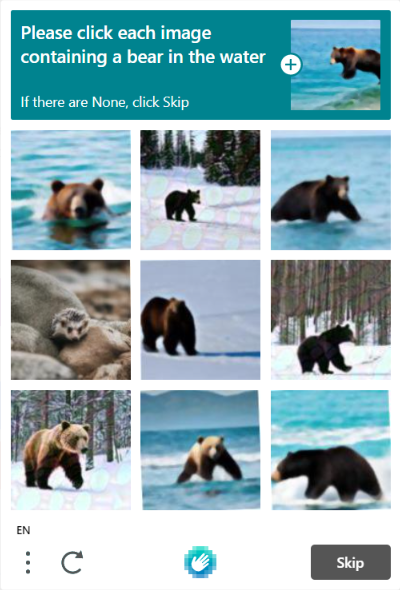 Please click each image
containing a bear in the water
If there are None, click Skip
EN
Skip